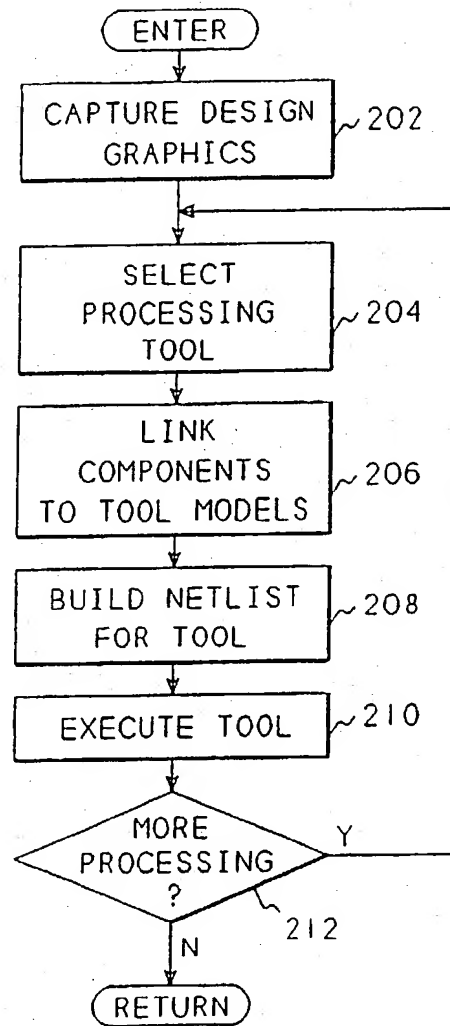 ENTER
CAPTURE DESIGN
GRAPHICS
202
SELECT
PROCESSING
TOOL
204
LINK
COMPONENTS
TO TOOL MODELS
206
BUILD NETLIST
FOR TOOL
208
EXECUTE TOOL
210
MORE
PROCESSING
?
Y
212
N
RETURN